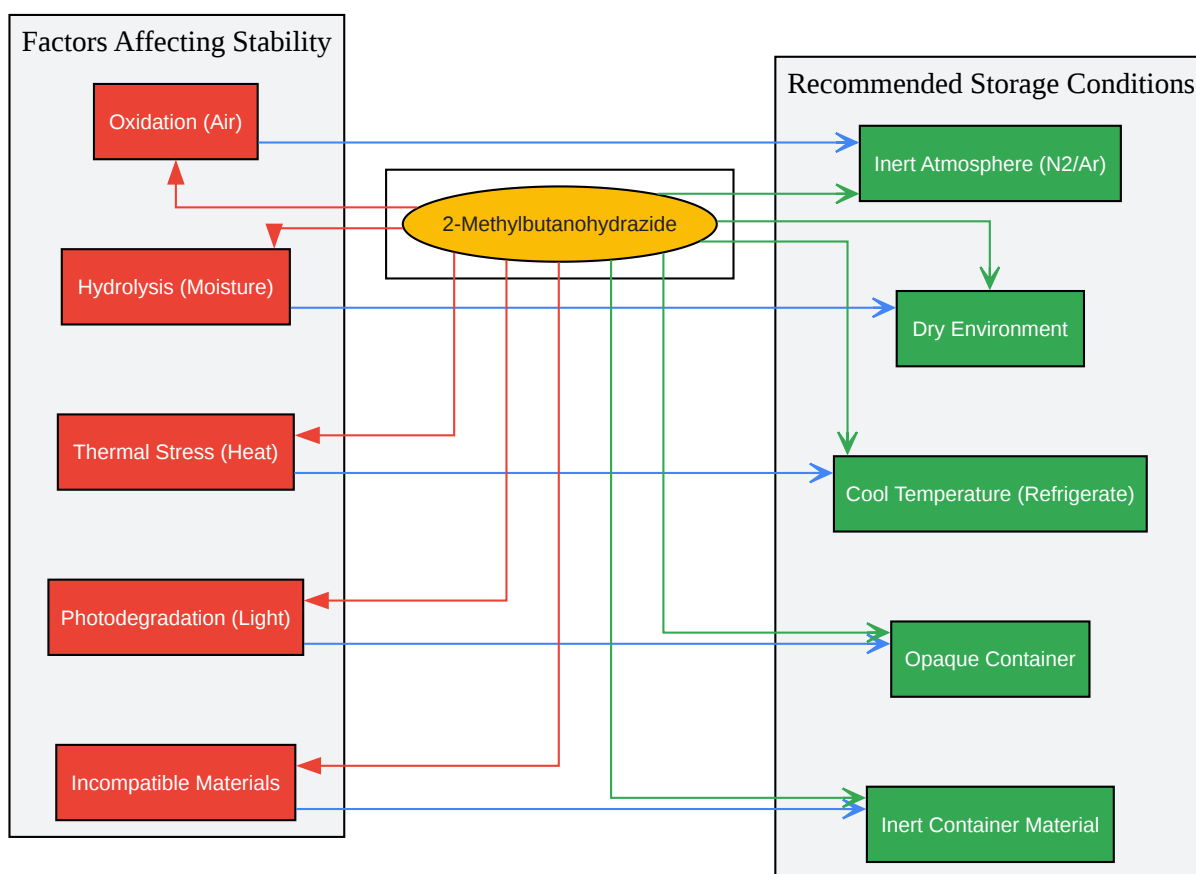 Factors Affecting Stability
Oxidation (Air)
Hydrolysis (Moisture)
Thermal Stress (Heat)
Photodegradation (Light)
Incompatible Materials
2-Methylbutanohydrazide
Recommended Storage Conditions
Inert Atmosphere (N2/Ar)
Dry Environment
Cool Temperature (Refrigerate)
Opaque Container
Inert Container Material